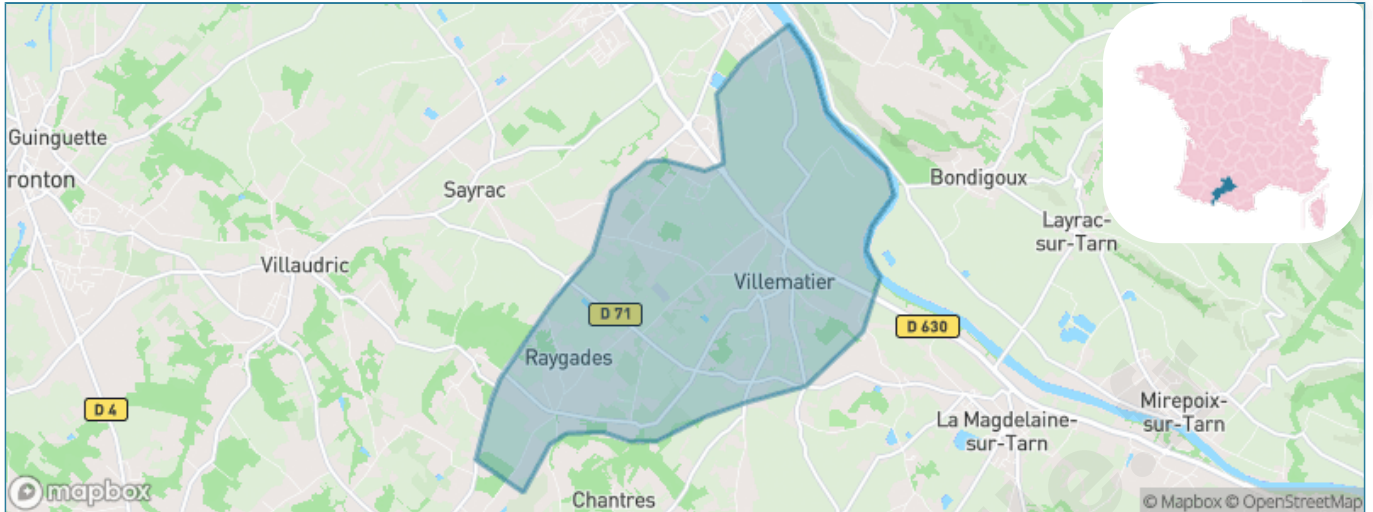 Guinguette
ronton
Sayrac
Bondigoux
Layrac-
sur-Tarn
Villaudric
Villematier
D 71
D 630
Raygades
D 4
Mirepoix-
sur-Tarn
La Magdelaine-
sur-Tarn
Chantres
mapbox
© Mapbox © OpenStreetMap